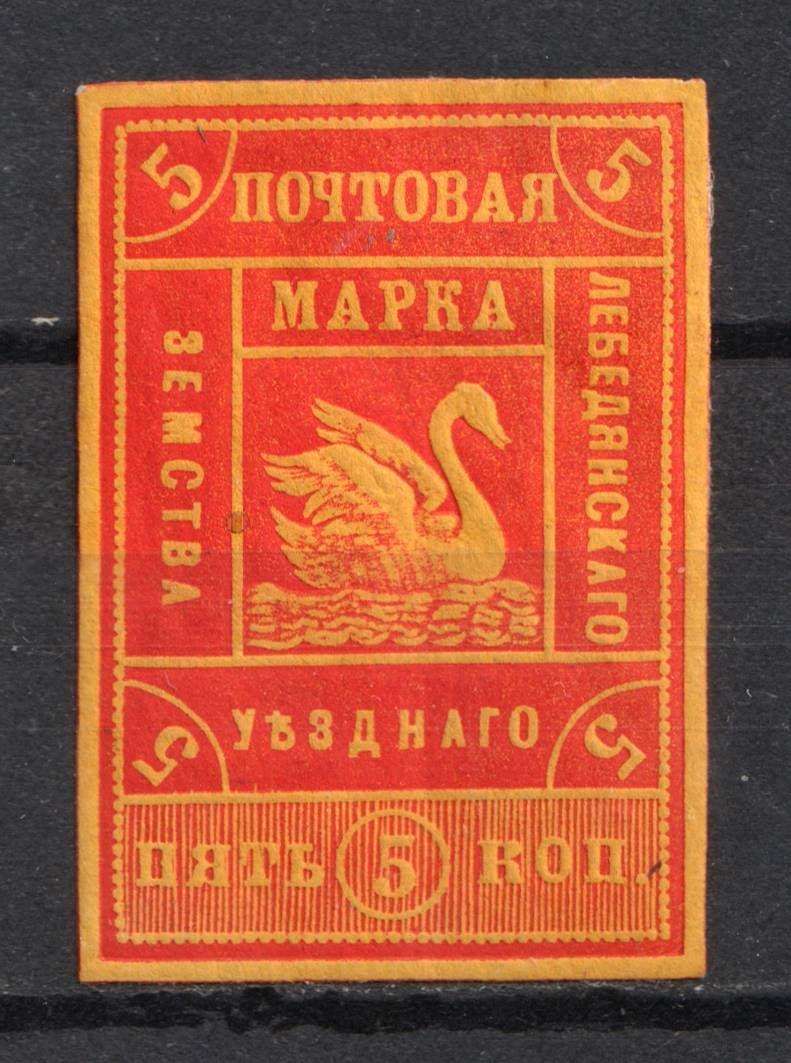 5 ПОЧТОВАЯ 5
МАРКА
ЛЕБЕДЯНСКАГО
УѢЗДНАГО
ЗЕМСТВА
5 5
ПЯТЬ 5 КОП.